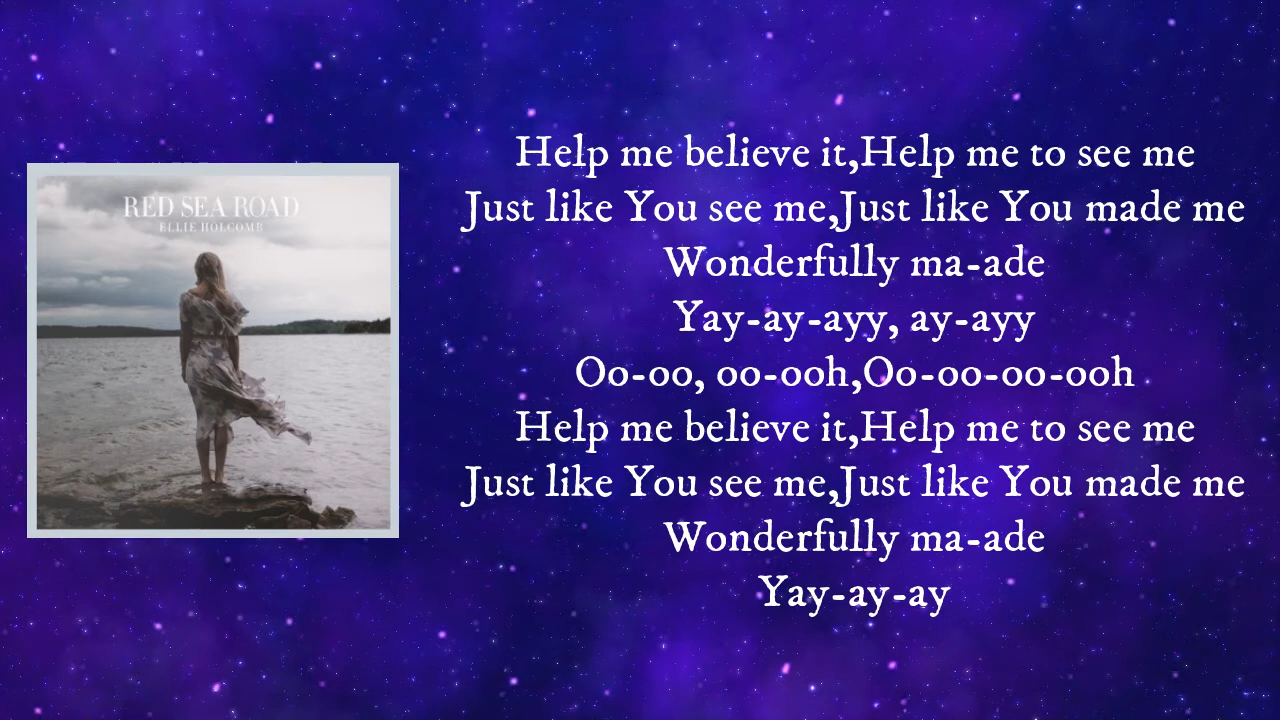 RED SEA ROAD
ELLIE HOLCOMB
Help me believe it,Help me to see me
Just like You see me,Just like You made me
Wonderfully ma-ade
Yay-ay-ayy, ay-ayy
Oo-oo, oo-ooh,Oo-oo-oo-ooh
Help me believe it,Help me to see me
Just like You see me,Just like You made me
Wonderfully ma-ade
Yay-ay-ay